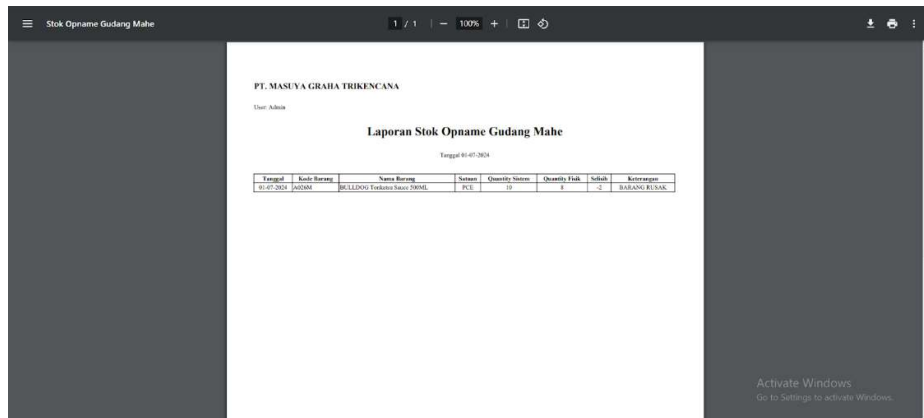 Stok Opname Gudang Mahe 1 / 1 100%
PT. MASUYA GRAHA TRIKENCANA
User: Admin
Laporan Stok Opname Gudang Mahe
Tanggal 01-07-2024
Tanggal Kode Barang Nama Barang Satuan Quantity Sistem Quantity Fisik Selisih Keterangan
01-07-2024 A026M BULLDOG Tonkatsu Sauce 500ML PCE 10 8 -2 BARANG RUSAK
Activate Windows
Go to Settings to activate Windows.